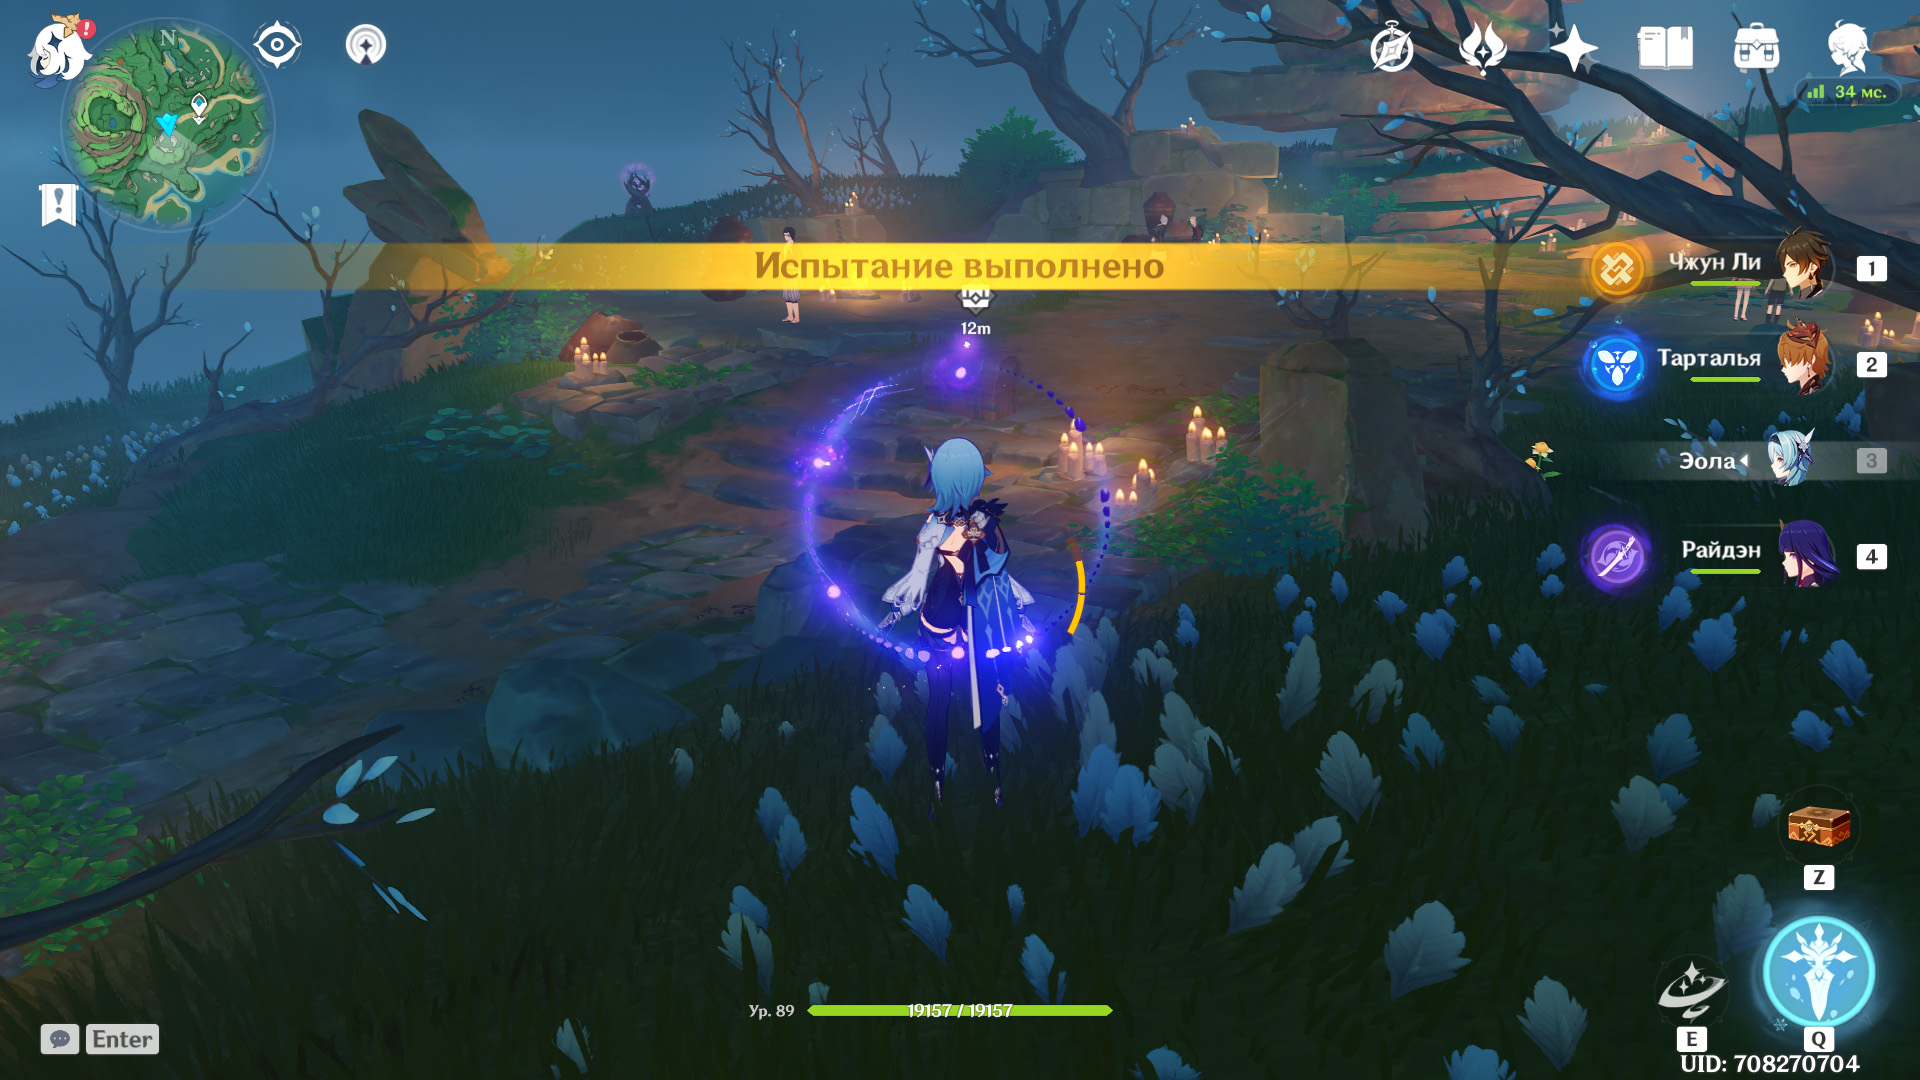 N
34 мс.
Испытание выполнено
12m
Чжун Ли
1
Тарталья
2
Эола
3
Райдэн
4
Z
Ур. 89
19157 / 19157
Enter
E
Q
UID: 708270704